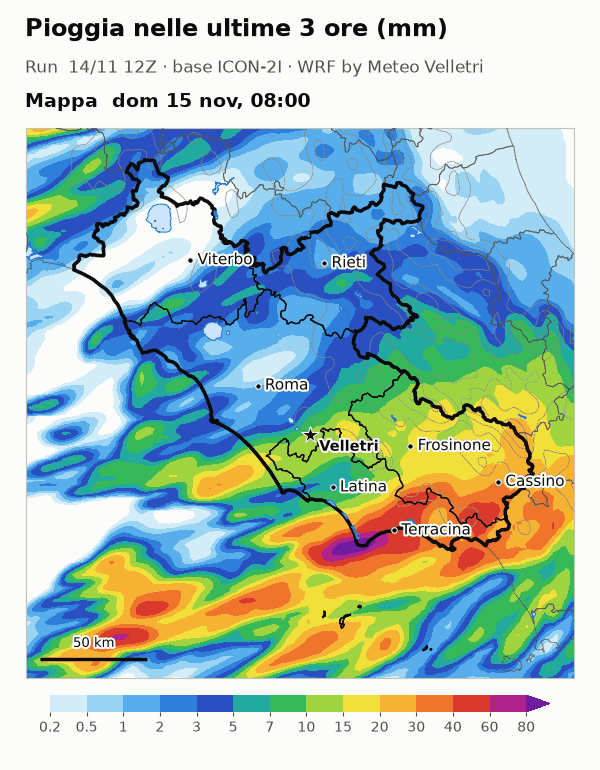 Pioggia nelle ultime 3 ore (mm)
Run 14/11 12Z · base ICON-2I · WRF by Meteo Velletri
Mappa dom 15 nov, 08:00
Viterbo
Rieti
Roma
Velletri
Frosinone
Latina
Cassino
Terracina
50 km
0.2 0.5 1 2 3 5 7 10 15 20 30 40 60 80